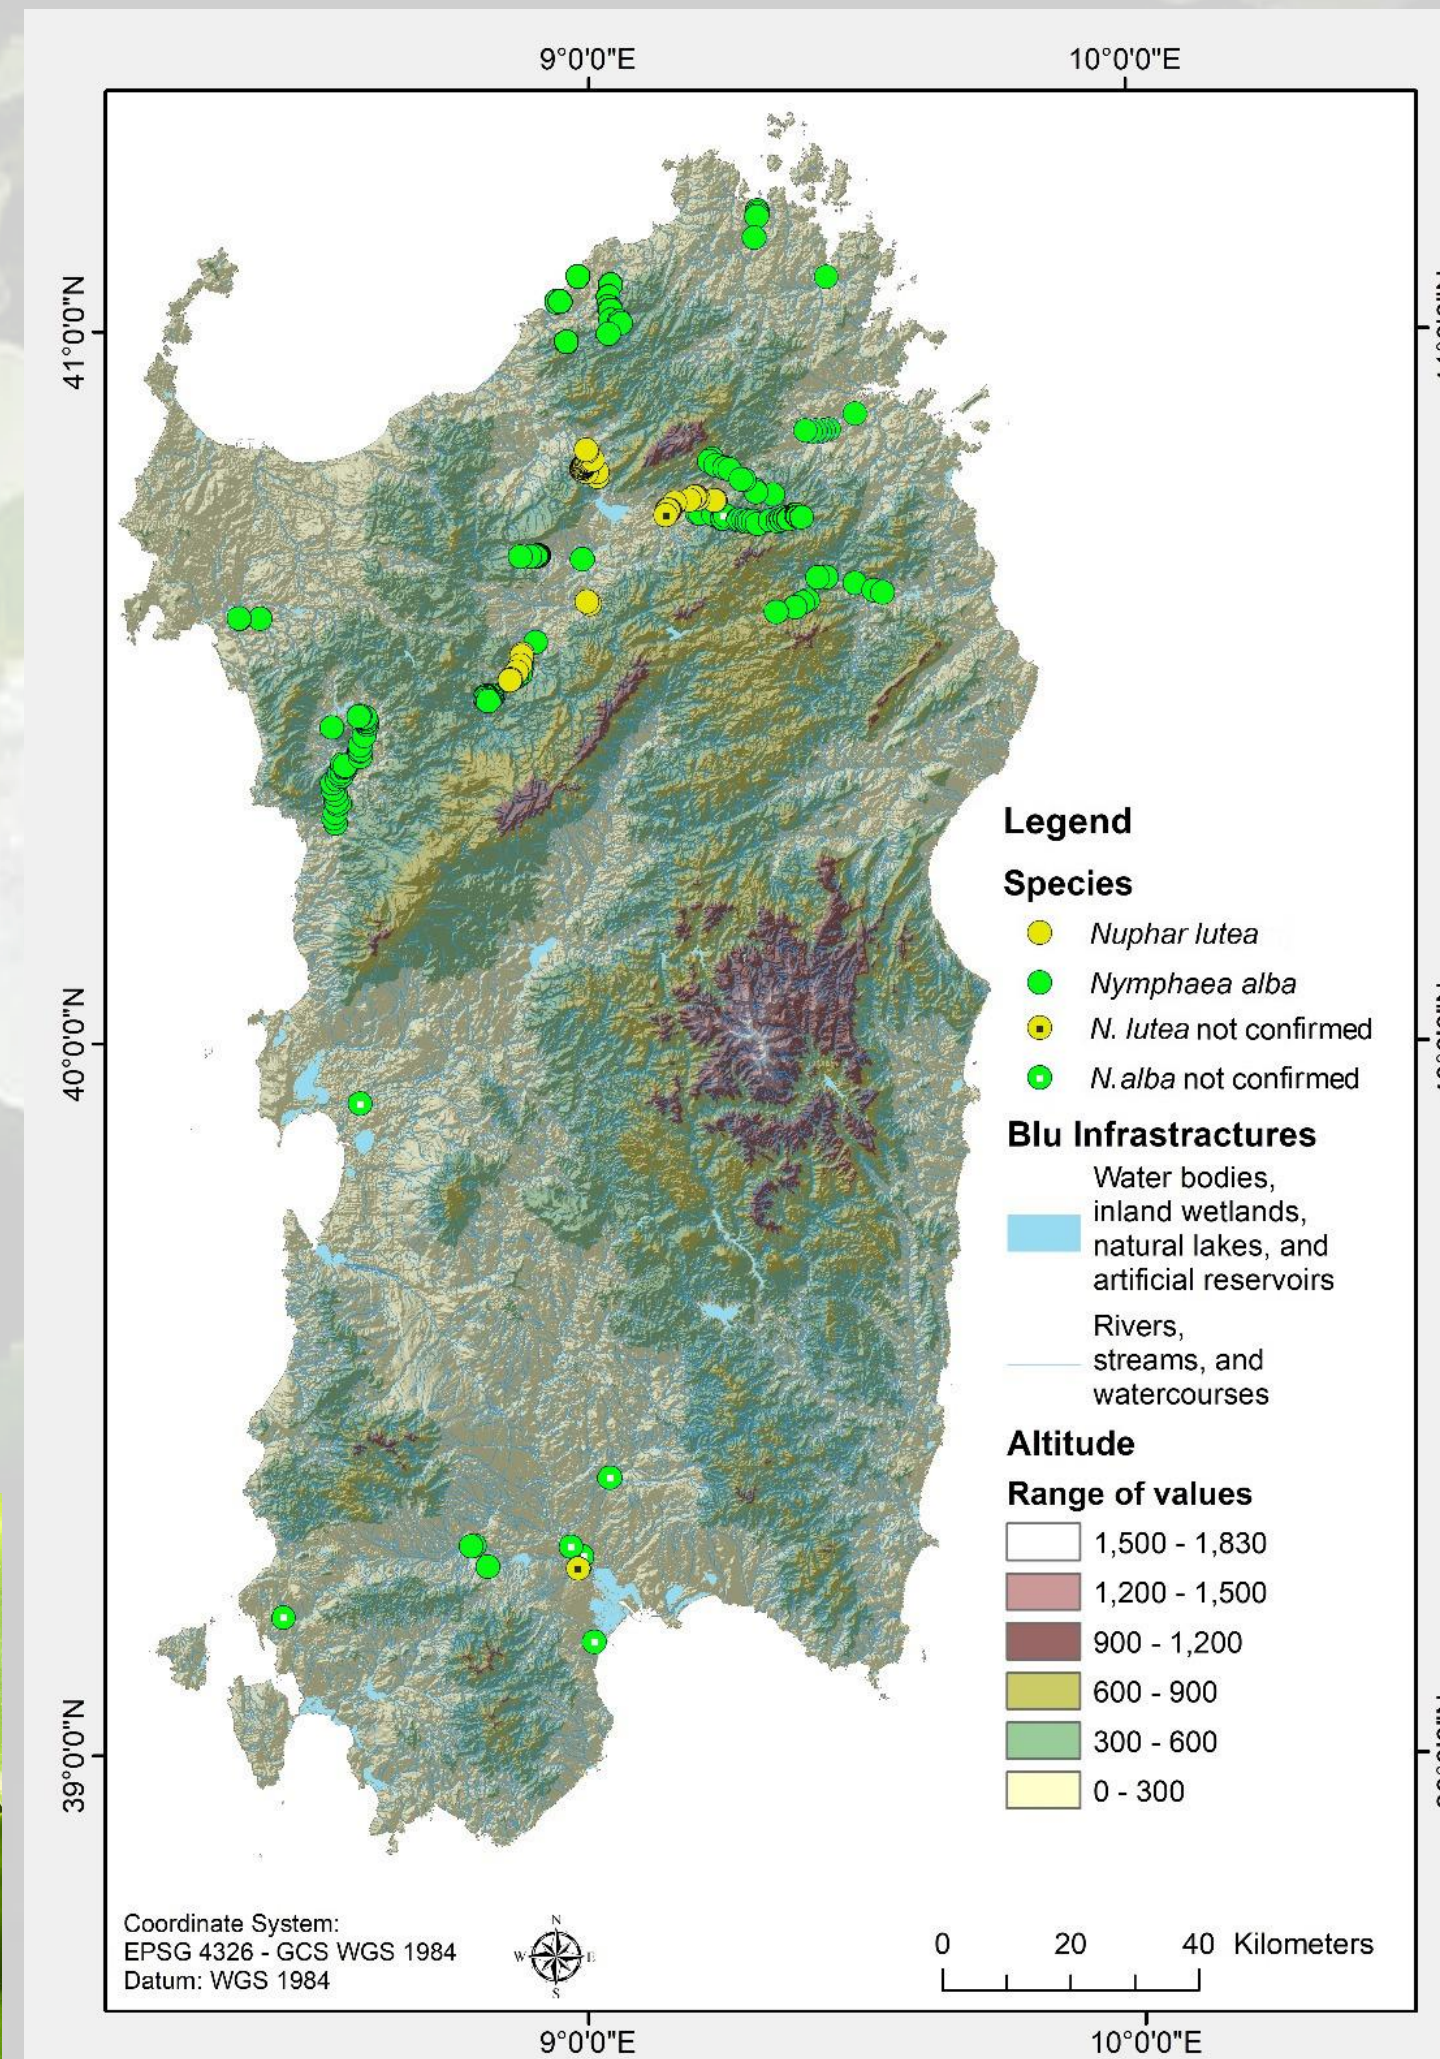 9°0'0"E
10°0'0"E
41°0'0"N
40°0'0"N
39°0'0"N
Legend
Species
Nuphar lutea
Nymphaea alba
N. lutea not confirmed
N. alba not confirmed
Blu Infrastractures
Water bodies,
inland wetlands,
natural lakes, and
artificial reservoirs
Rivers,
streams, and
watercourses
Altitude
Range of values
1,500 - 1,830
1,200 - 1,500
900 - 1,200
600 - 900
300 - 600
0 - 300
Coordinate System:
EPSG 4326 - GCS WGS 1984
Datum: WGS 1984
N
W E
S
0 20 40 Kilometers
9°0'0"E
10°0'0"E